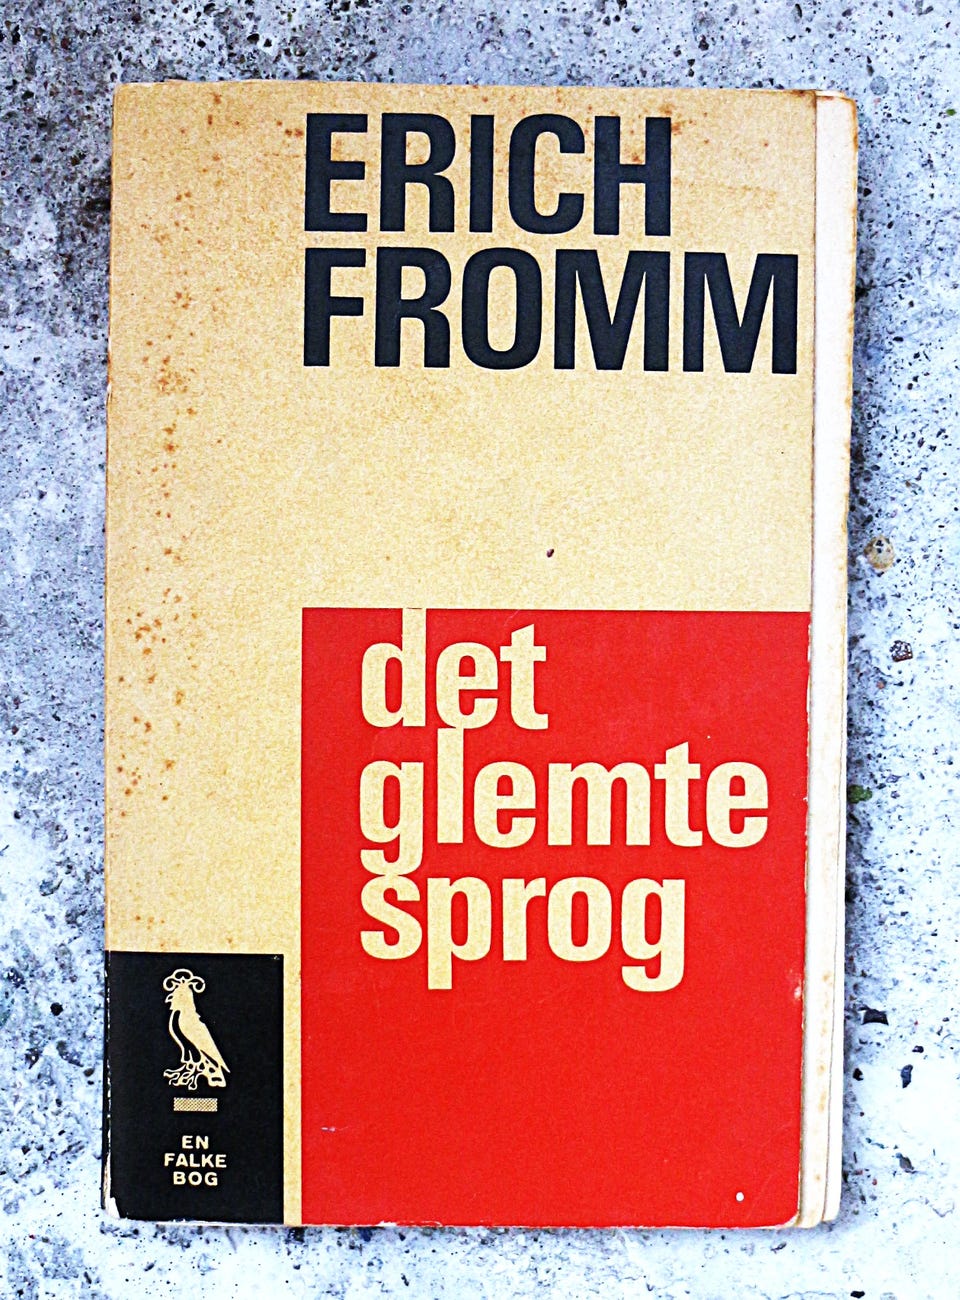 ERICH
FROMM
det
glemte
sprog
EN
FALKE
BOG